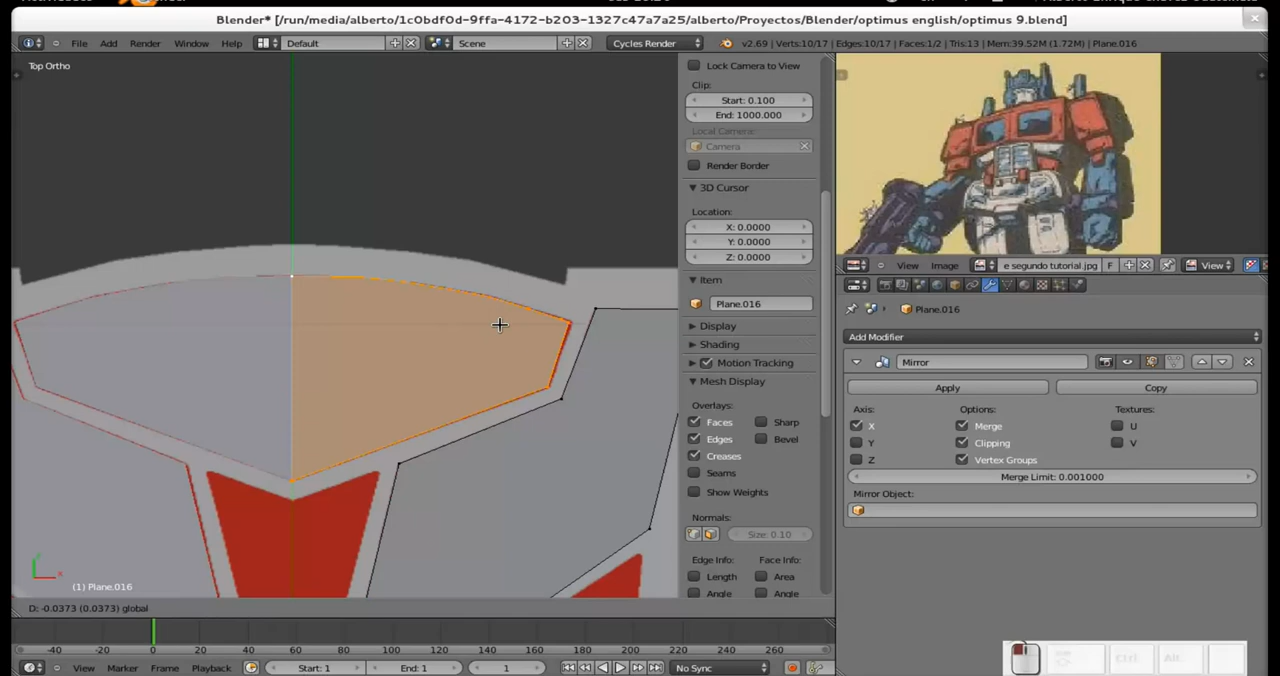 Blender* [/run/media/alberto/1c0bdf0d-9ffa-4172-b203-1327c47a7a25/alberto/Proyectos/Blender/optimus english/optimus 9.blend]
File Add Render Window Help Default Scene Cycles Render v2.69 | Verts:10/17 | Edges:10/17 | Faces:1/2 | Tris:13 | Mem:39.52M (1.72M) | Plane.016
Top Ortho
Lock Camera to View
Clip:
Start: 0.100
End: 1000.000
Local Camera:
Camera
Render Border
3D Cursor
Location:
X: 0.0000
Y: 0.0000
Z: 0.0000
Item
Plane.016
Display
Shading
Motion Tracking
Mesh Display
Overlays:
Faces Sharp
Edges Bevel
Creases
Seams
Show Weights
Normals:
Size: 0.10
Edge Info: Face Info:
Length Area
Angle Angle
View Image e segundo tutorial.jpg F View
Plane.016
Add Modifier
Mirror
Apply Copy
Axis: Options: Textures:
X Merge U
Y Clipping V
Z Vertex Groups
Merge Limit: 0.001000
Mirror Object:
(1) Plane.016
D: -0.0373 (0.0373) global
-40 -20 0 20 40 60 80 100 120 140 160 180 200 220 240 260
View Marker Frame Playback Start: 1 End: 1 1 No Sync
Ctrl Alt